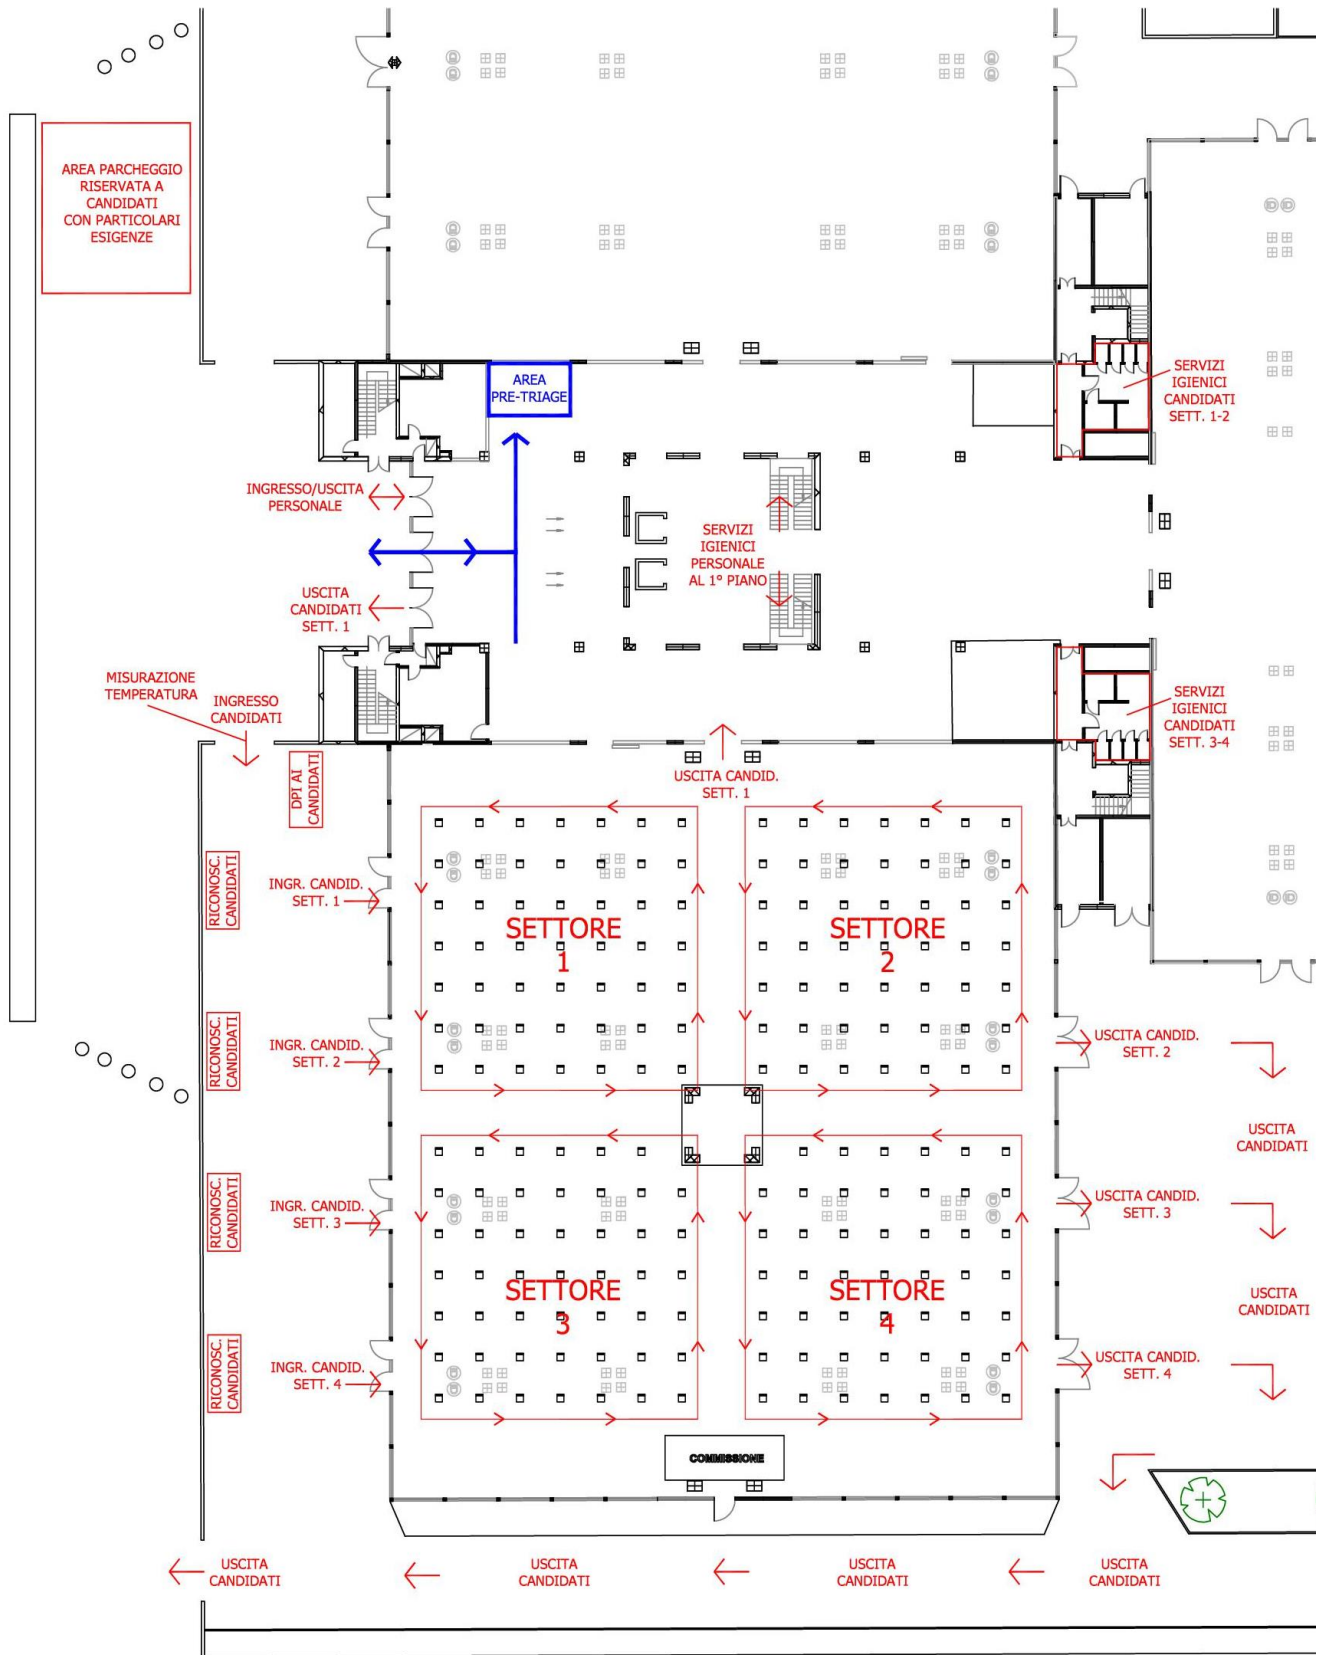 AREA PARCHEGGIO
RISERVATA A
CANDIDATI
CON PARTICOLARI
ESIGENZE
AREA
PRE-TRIAGE
SERVIZI
IGIENICI
CANDIDATI
SETT. 1-2
INGRESSO/USCITA
PERSONALE
SERVIZI
IGIENICI
PERSONALE
AL 1° PIANO
USCITA
CANDIDATI
SETT. 1
MISURAZIONE
TEMPERATURA
INGRESSO
CANDIDATI
SERVIZI
IGIENICI
CANDIDATI
SETT. 3-4
DPI AI
CANDIDATI
USCITA CANDID.
SETT. 1
RICONOSC.
CANDIDATI
INGR. CANDID.
SETT. 1
SETTORE
1
SETTORE
2
RICONOSC.
CANDIDATI
INGR. CANDID.
SETT. 2
USCITA CANDID.
SETT. 2
USCITA
CANDIDATI
RICONOSC.
CANDIDATI
INGR. CANDID.
SETT. 3
USCITA CANDID.
SETT. 3
SETTORE
3
SETTORE
4
USCITA
CANDIDATI
RICONOSC.
CANDIDATI
INGR. CANDID.
SETT. 4
USCITA CANDID.
SETT. 4
COMMISSIONE
USCITA
CANDIDATI
USCITA
CANDIDATI
USCITA
CANDIDATI
USCITA
CANDIDATI